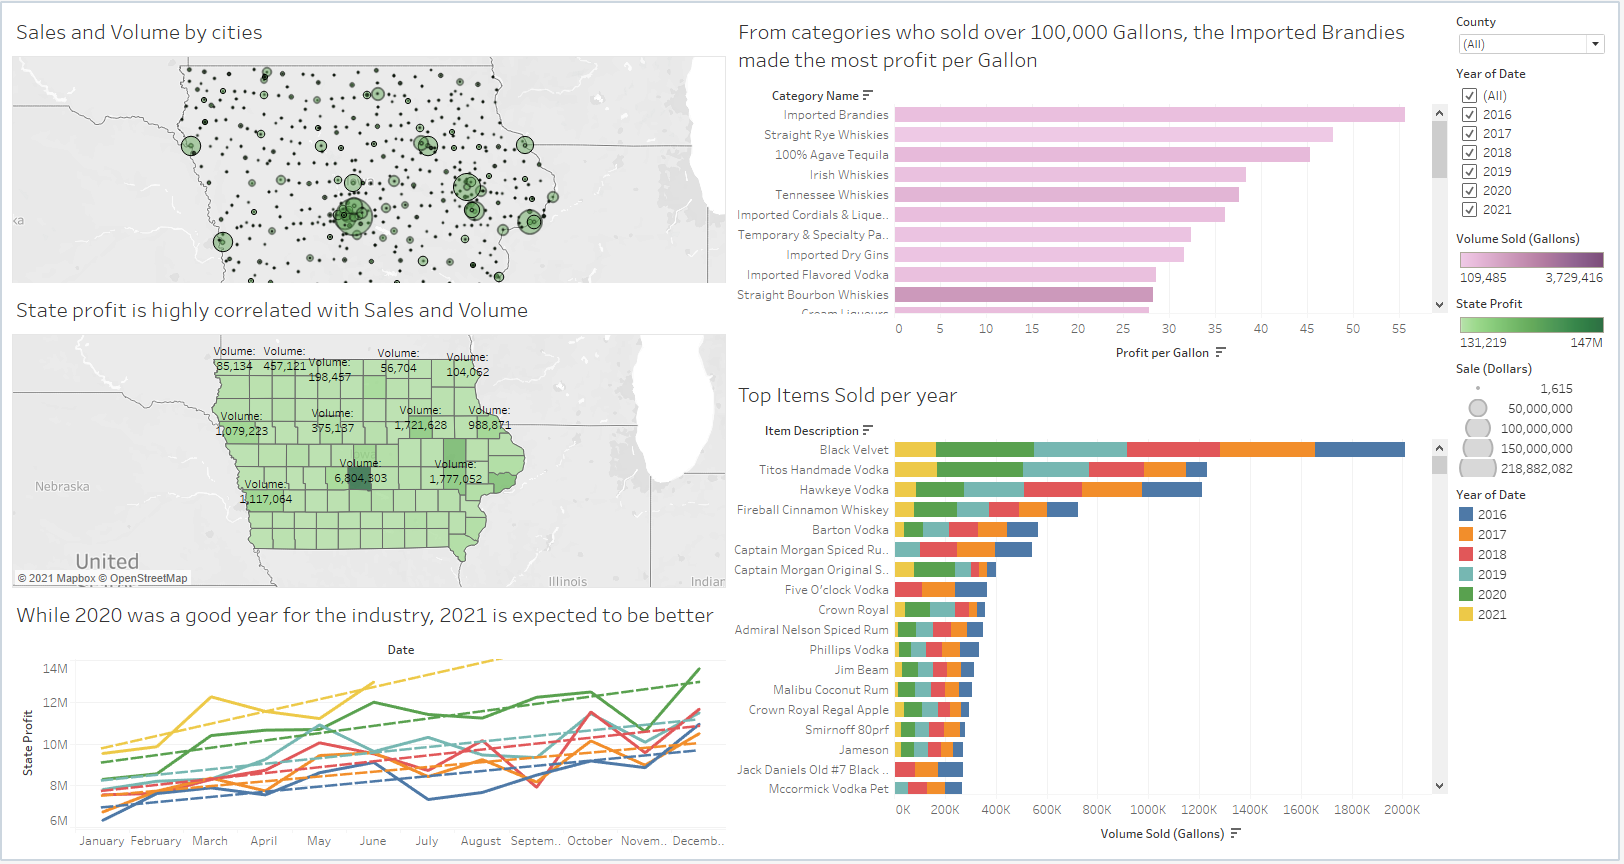 Sales and Volume by cities
ka
State profit is highly correlated with Sales and Volume
Volume:
85,134
Volume:
457,121
Volume:
198,457
Volume:
56,704
Volume:
104,062
Volume:
1,079,223
Volume:
375,137
Volume:
1,721,628
Volume:
988,871
Volume:
6,804,303
Volume:
1,777,052
Volume:
1,117,064
Nebraska
United
Illinois
Indiar
© 2021 Mapbox © OpenStreetMap
While 2020 was a good year for the industry, 2021 is expected to be better
Date
State Profit
14M
12M
10M
8M
6M
January February March April May June July August Septem.. October Novem.. Decemb..
From categories who sold over 100,000 Gallons, the Imported Brandies
made the most profit per Gallon
Category Name
Imported Brandies
Straight Rye Whiskies
100% Agave Tequila
Irish Whiskies
Tennessee Whiskies
Imported Cordials & Lique..
Temporary & Specialty Pa..
Imported Dry Gins
Imported Flavored Vodka
Straight Bourbon Whiskies
Cream Liqueurs
0 5 10 15 20 25 30 35 40 45 50 55
Profit per Gallon
Top Items Sold per year
Item Description
Black Velvet
Titos Handmade Vodka
Hawkeye Vodka
Fireball Cinnamon Whiskey
Barton Vodka
Captain Morgan Spiced Ru..
Captain Morgan Original S..
Five O'clock Vodka
Crown Royal
Admiral Nelson Spiced Rum
Phillips Vodka
Jim Beam
Malibu Coconut Rum
Crown Royal Regal Apple
Smirnoff 80prf
Jameson
Jack Daniels Old #7 Black ..
Mccormick Vodka Pet
0K 200K 400K 600K 800K 1000K 1200K 1400K 1600K 1800K 2000K
Volume Sold (Gallons)
County
(All)
Year of Date
(All)
2016
2017
2018
2019
2020
2021
Volume Sold (Gallons)
109,485 3,729,416
State Profit
131,219 147M
Sale (Dollars)
1,615
50,000,000
100,000,000
150,000,000
218,882,082
Year of Date
2016
2017
2018
2019
2020
2021